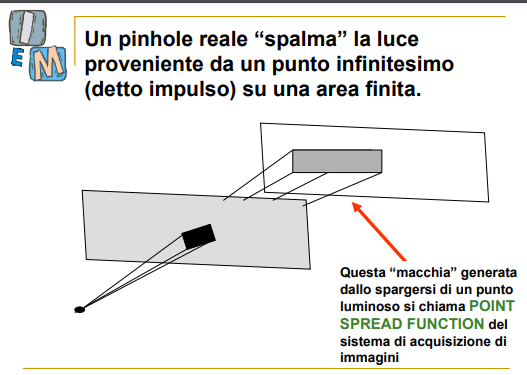 I
E
M
Un pinhole reale “spalma” la luce
proveniente da un punto infinitesimo
(detto impulso) su una area finita.
Questa “macchia” generata
dallo spargersi di un punto
luminoso si chiama POINT
SPREAD FUNCTION del
sistema di acquisizione di
immagini